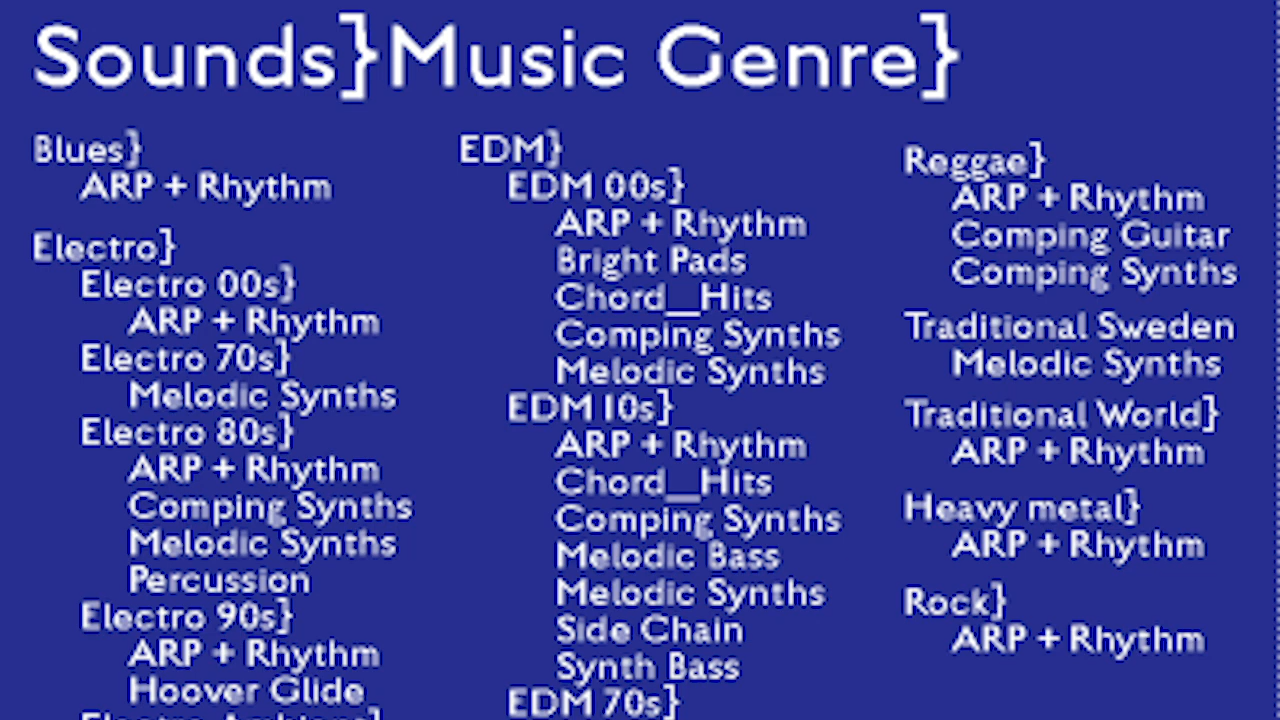 Sounds}Music Genre}
Blues}
ARP + Rhythm
Electro}
Electro 00s}
ARP + Rhythm
Electro 70s}
Melodic Synths
Electro 80s}
ARP + Rhythm
Comping Synths
Melodic Synths
Percussion
Electro 90s}
ARP + Rhythm
Hoover Glide
EDM}
EDM 00s}
ARP + Rhythm
Bright Pads
Chord__Hits
Comping Synths
Melodic Synths
EDM 10s}
ARP + Rhythm
Chord__Hits
Comping Synths
Melodic Bass
Melodic Synths
Side Chain
Synth Bass
EDM 70s}
Reggae}
ARP + Rhythm
Comping Guitar
Comping Synths
Traditional Sweden
Melodic Synths
Traditional World}
ARP + Rhythm
Heavy metal}
ARP + Rhythm
Rock}
ARP + Rhythm